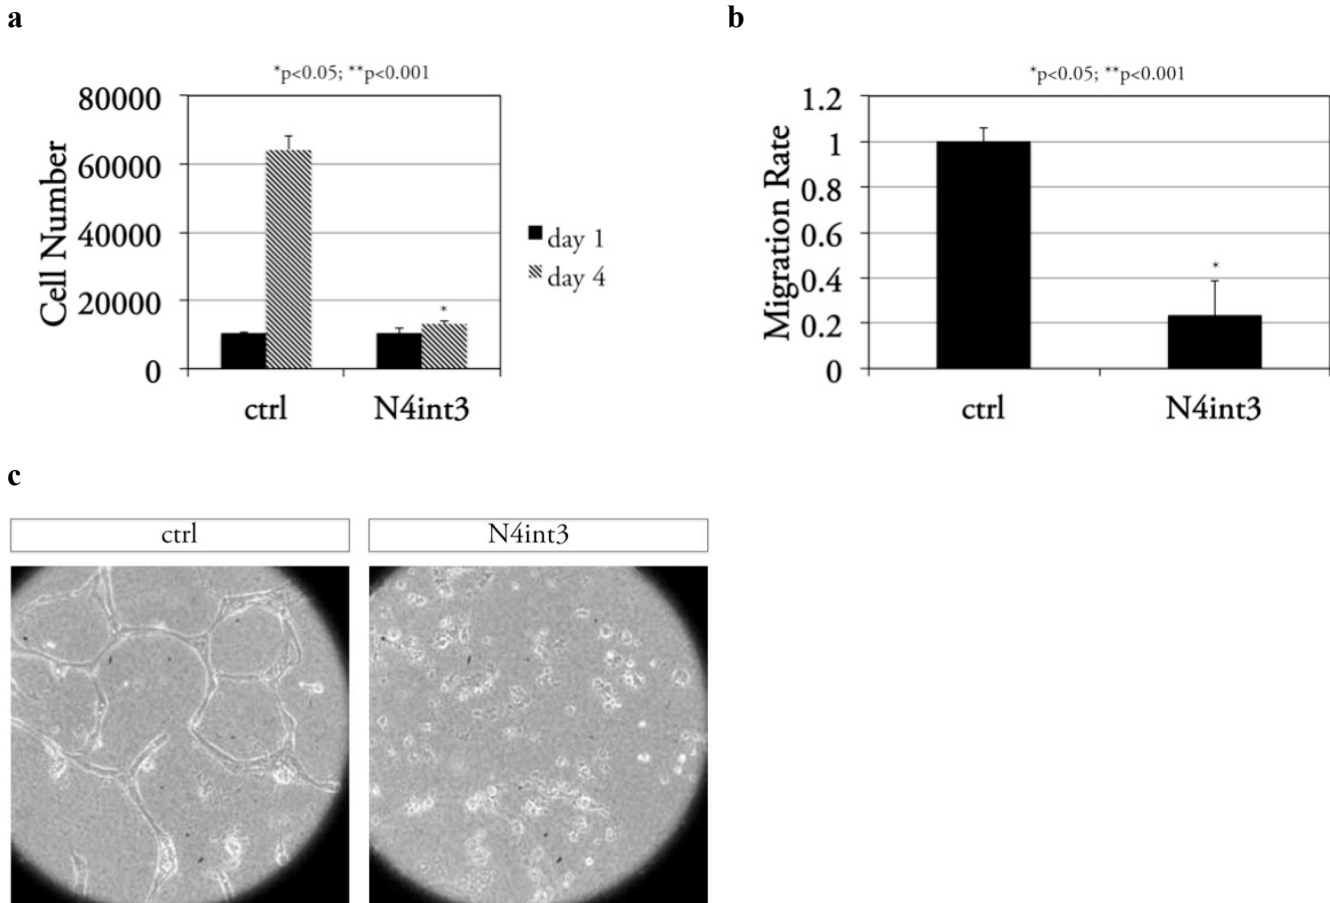 a
*p<0.05; **p<0.001
80000
60000
40000
20000
0
Cell Number
ctrl
N4int3
day 1
day 4
*
b
*p<0.05; **p<0.001
1.2
1
0.8
0.6
0.4
0.2
0
Migration Rate
ctrl
N4int3
*
c
ctrl
N4int3